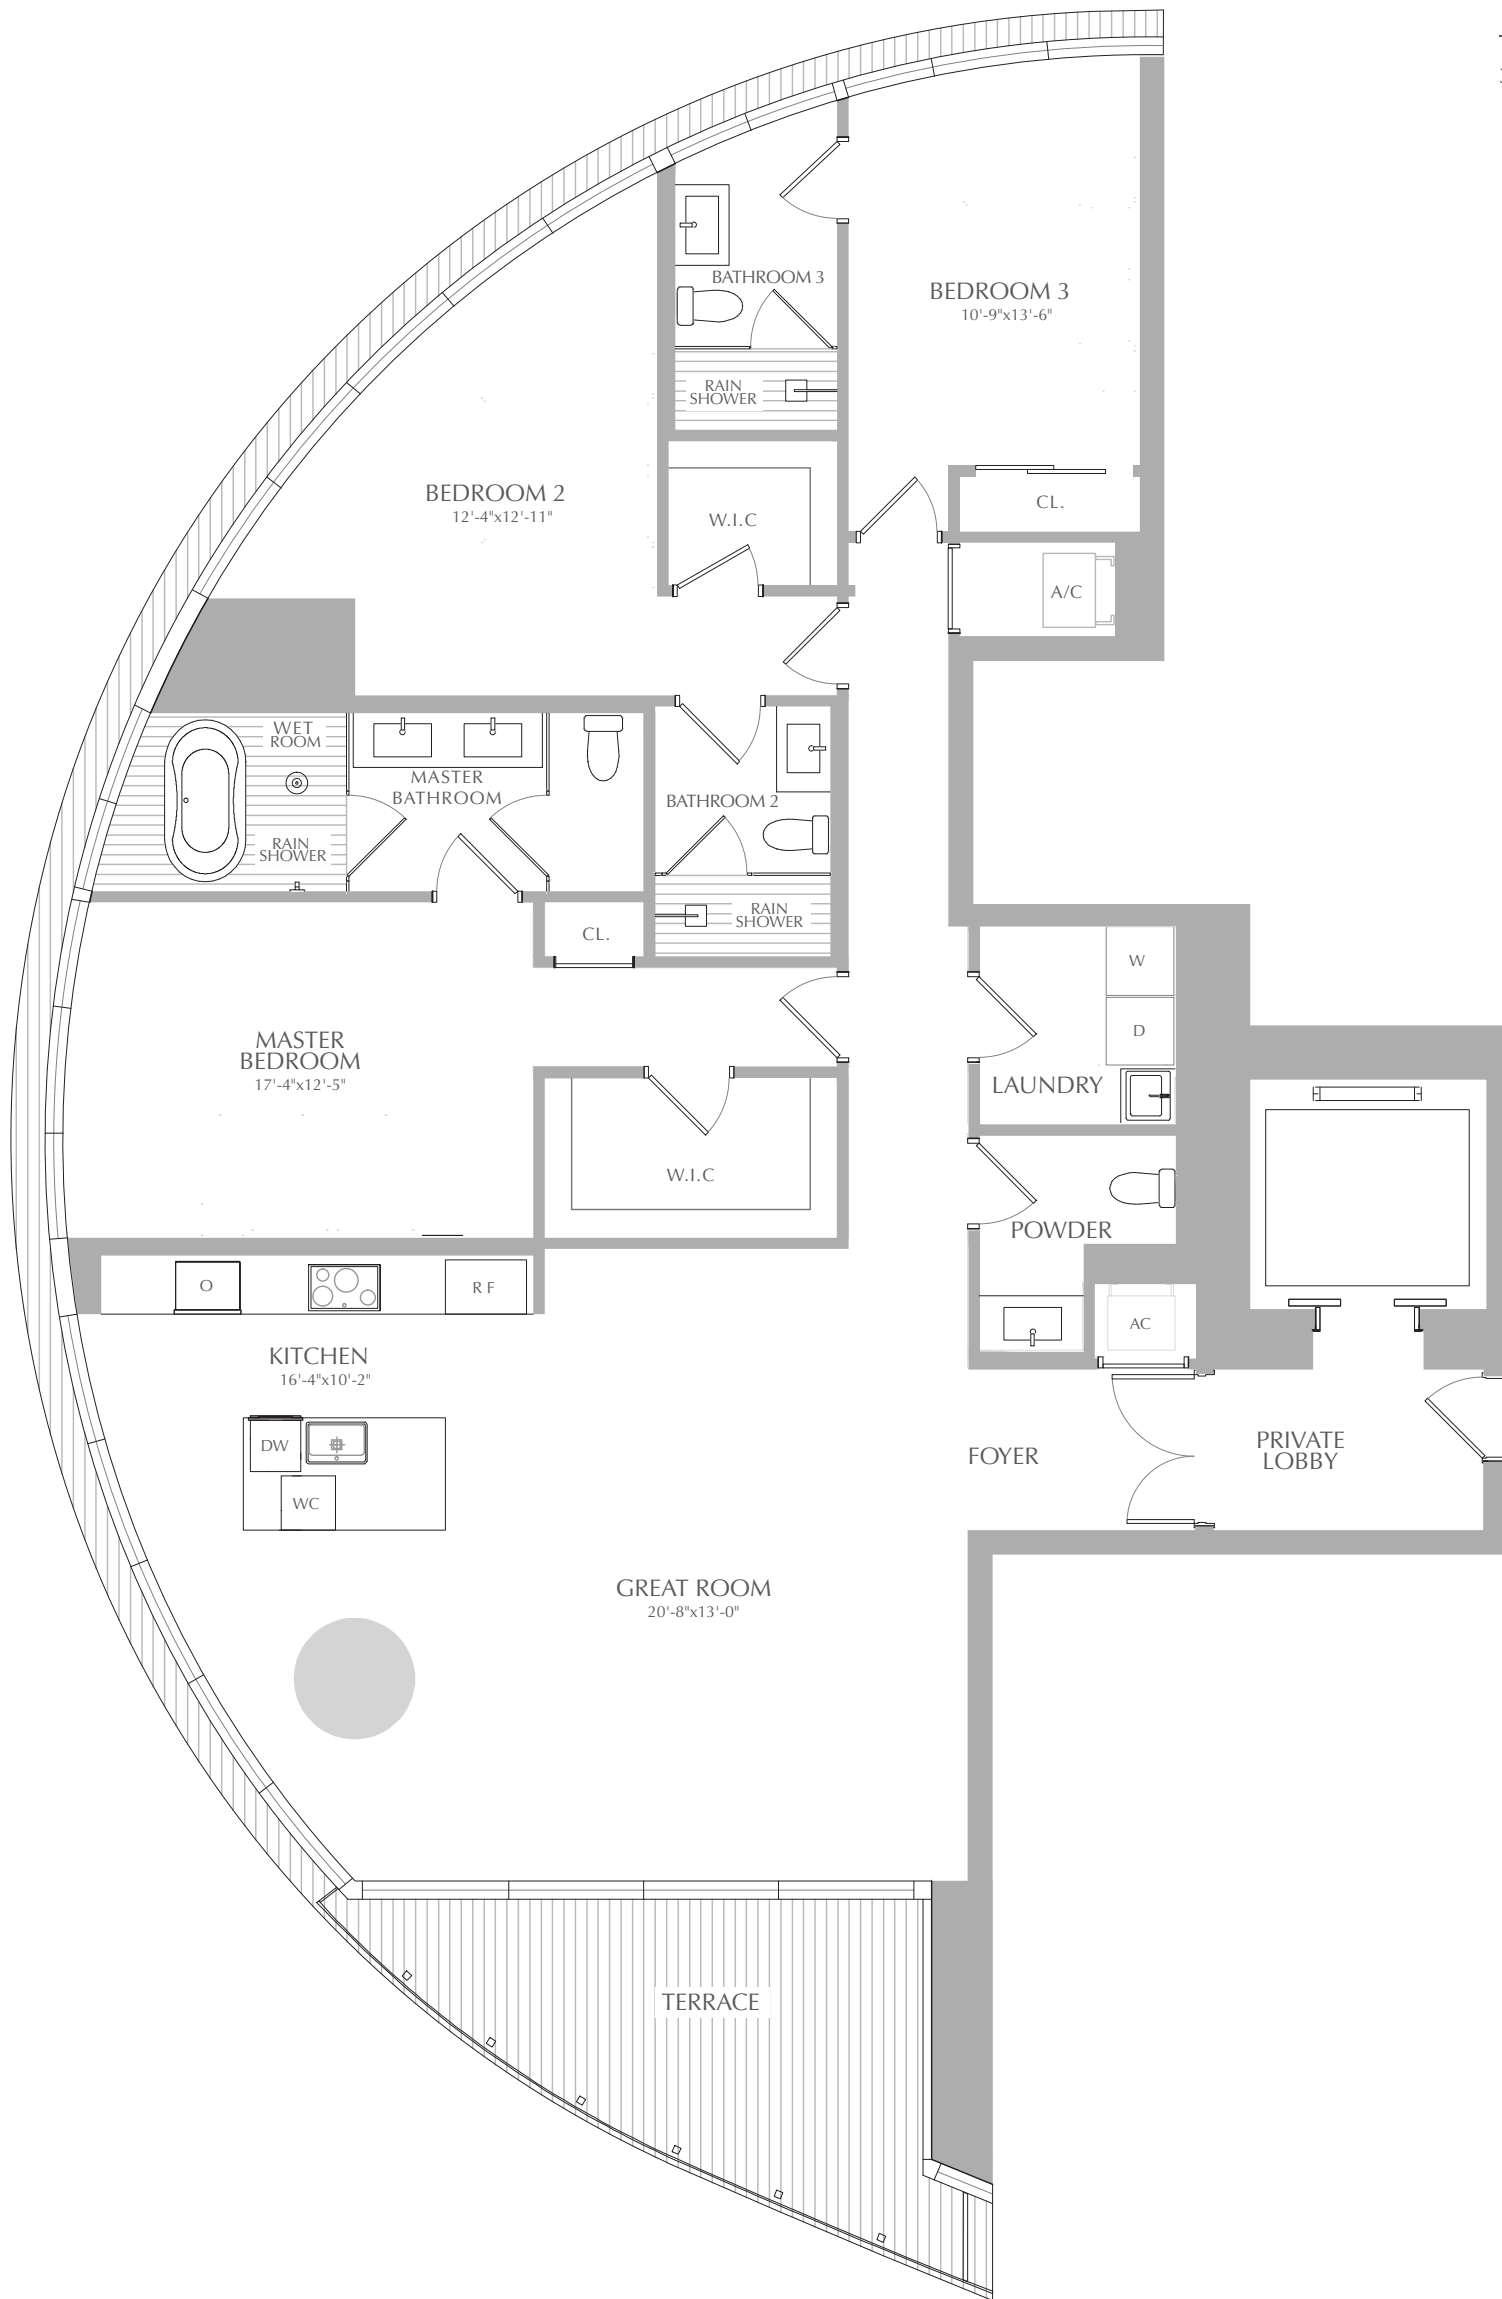 BATHROOM 3
BEDROOM 3
10'-9"x13'-6"
RAIN
SHOWER
BEDROOM 2
12'-4"x12'-11"
W.I.C
CL.
A/C
WET
ROOM
MASTER
BATHROOM
BATHROOM 2
RAIN
SHOWER
RAIN
SHOWER
CL.
W
D
MASTER
BEDROOM
17'-4"x12'-5"
LAUNDRY
W.I.C
POWDER
O
R F
AC
KITCHEN
16'-4"x10'-2"
DW
WC
FOYER
PRIVATE
LOBBY
GREAT ROOM
20'-8"x13'-0"
TERRACE